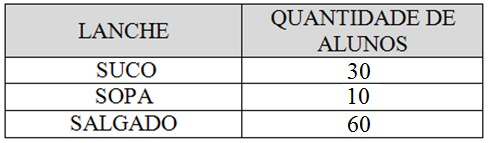 LANCHE QUANTIDADE DE ALUNOS
SUCO 30
SOPA 10
SALGADO 60